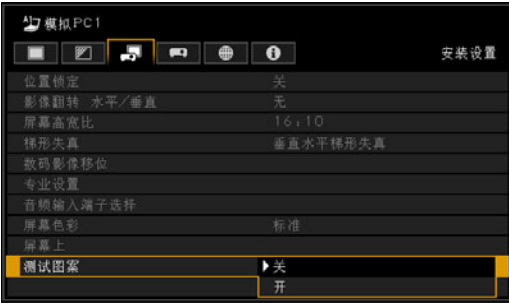 模拟PC1
安装设置
位置锁定 关
影像翻转 水平/垂直 无
屏幕高宽比 16:10
梯形失真 垂直水平梯形失真
数码影像移位
专业设置
音频输入端子选择
屏幕色彩 标准
屏幕上
测试图案 关
开